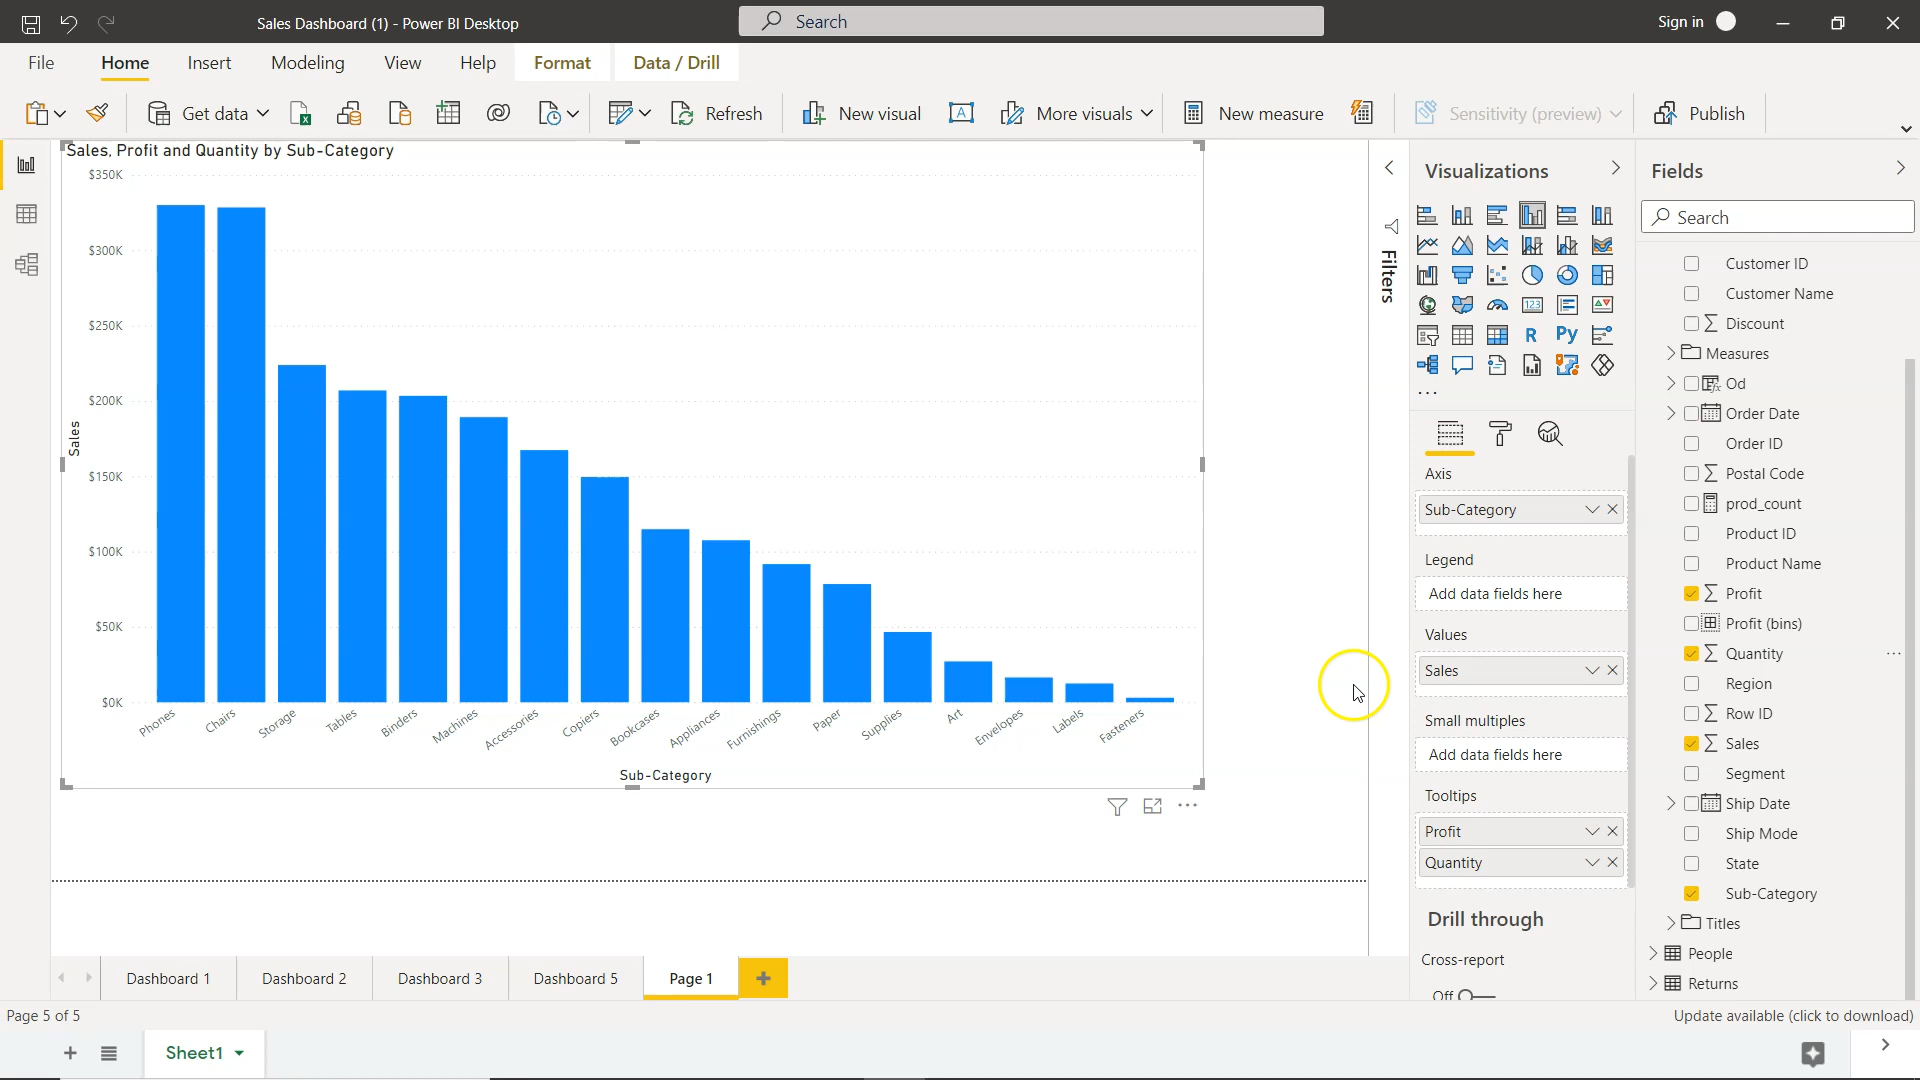 Sales Dashboard (1) - Power BI Desktop
Search
Sign in
File Home Insert Modeling View Help Format Data / Drill
Get data Refresh New visual More visuals New measure Sensitivity (preview) Publish
Sales, Profit and Quantity by Sub-Category
$350K
$300K
$250K
$200K
$150K
$100K
$50K
$0K
Sales
Phones Chairs Storage Tables Binders Machines Accessories Copiers Bookcases Appliances Furnishings Paper Supplies Art Envelopes Labels Fasteners
Sub-Category
Filters
Visualizations
123
R Py
Axis
Sub-Category
Legend
Add data fields here
Values
Sales
Small multiples
Add data fields here
Tooltips
Profit
Quantity
Drill through
Cross-report
Off
Fields
Search
Customer ID
Customer Name
Discount
Measures
Od
Order Date
Order ID
Postal Code
prod_count
Product ID
Product Name
Profit
Profit (bins)
Quantity
Region
Row ID
Sales
Segment
Ship Date
Ship Mode
State
Sub-Category
Titles
People
Returns
Dashboard 1 Dashboard 2 Dashboard 3 Dashboard 5 Page 1
Page 5 of 5
Update available (click to download)
Sheet1